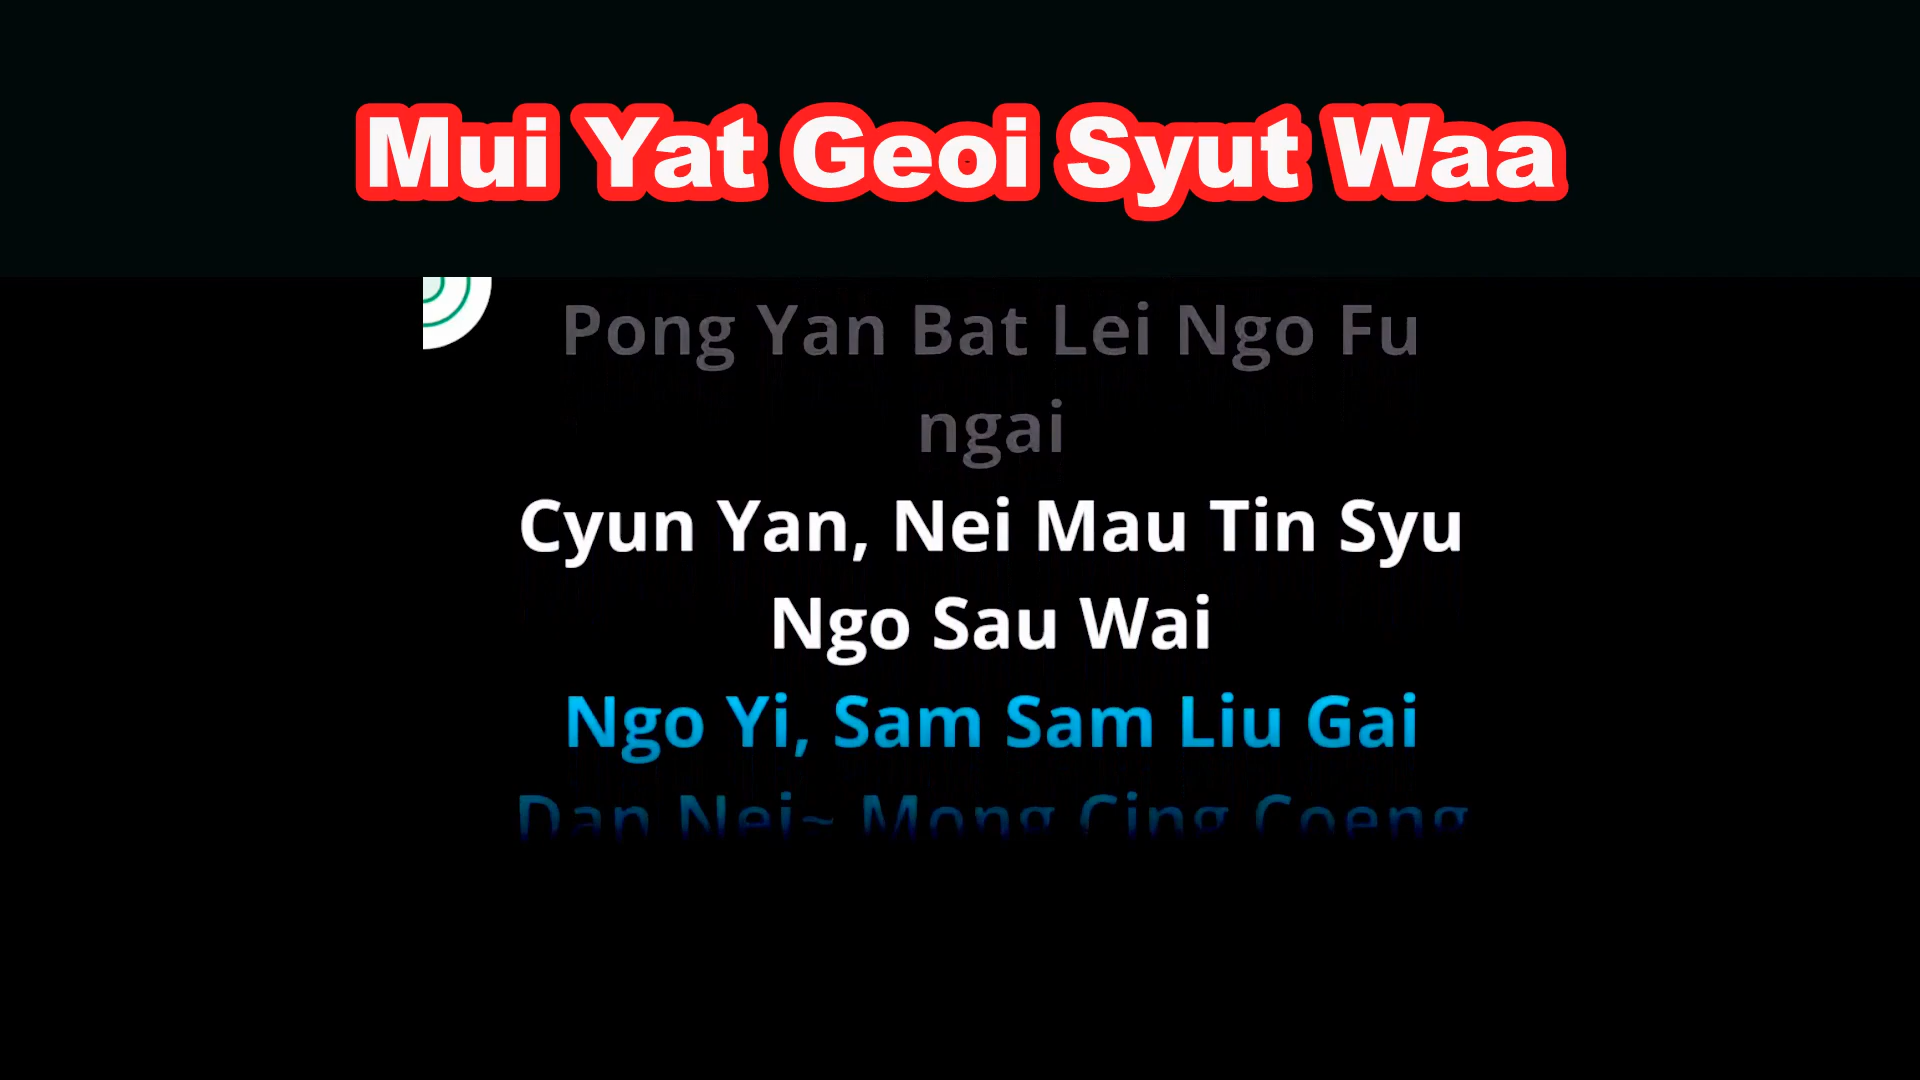 Mui Yat Geoi Syut Waa
Pong Yan Bat Lei Ngo Fu
ngai
Cyun Yan, Nei Mau Tin Syu
Ngo Sau Wai
Ngo Yi, Sam Sam Liu Gai
Dan Nei~ Mong Cing Coeng